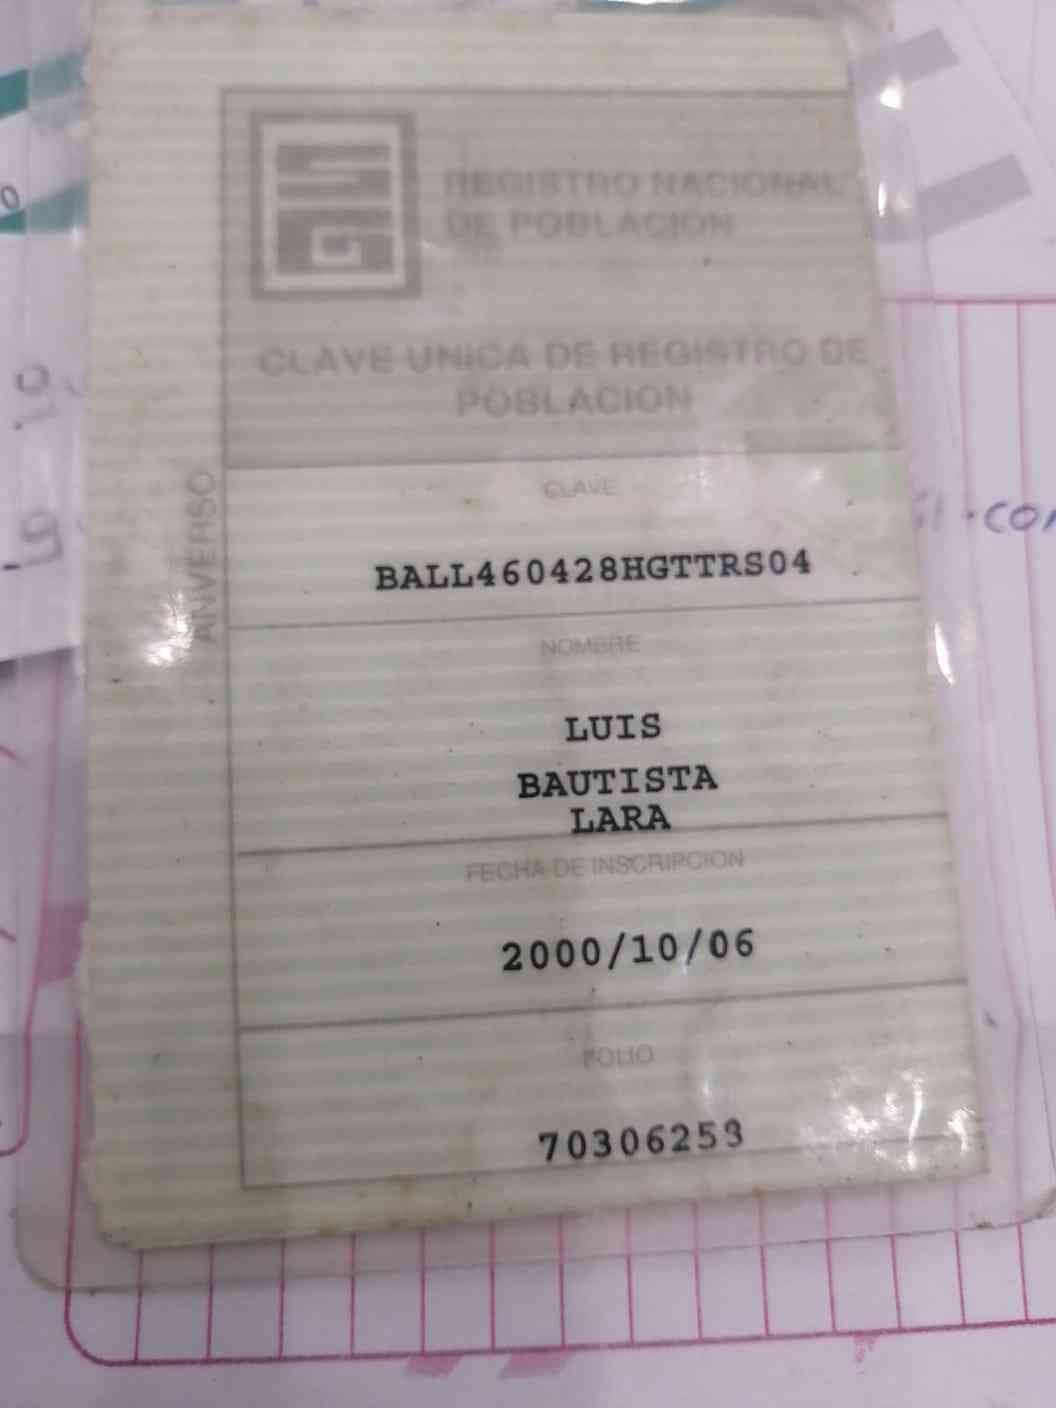 REGISTRO NACIONAL
DE POBLACION
CLAVE UNICA DE REGISTRO DE
POBLACION
ANVERSO
CLAVE
BALL460428HGTTRS04
NOMBRE
LUIS
BAUTISTA
LARA
FECHA DE INSCRIPCION
2000/10/06
FOLIO
70306253